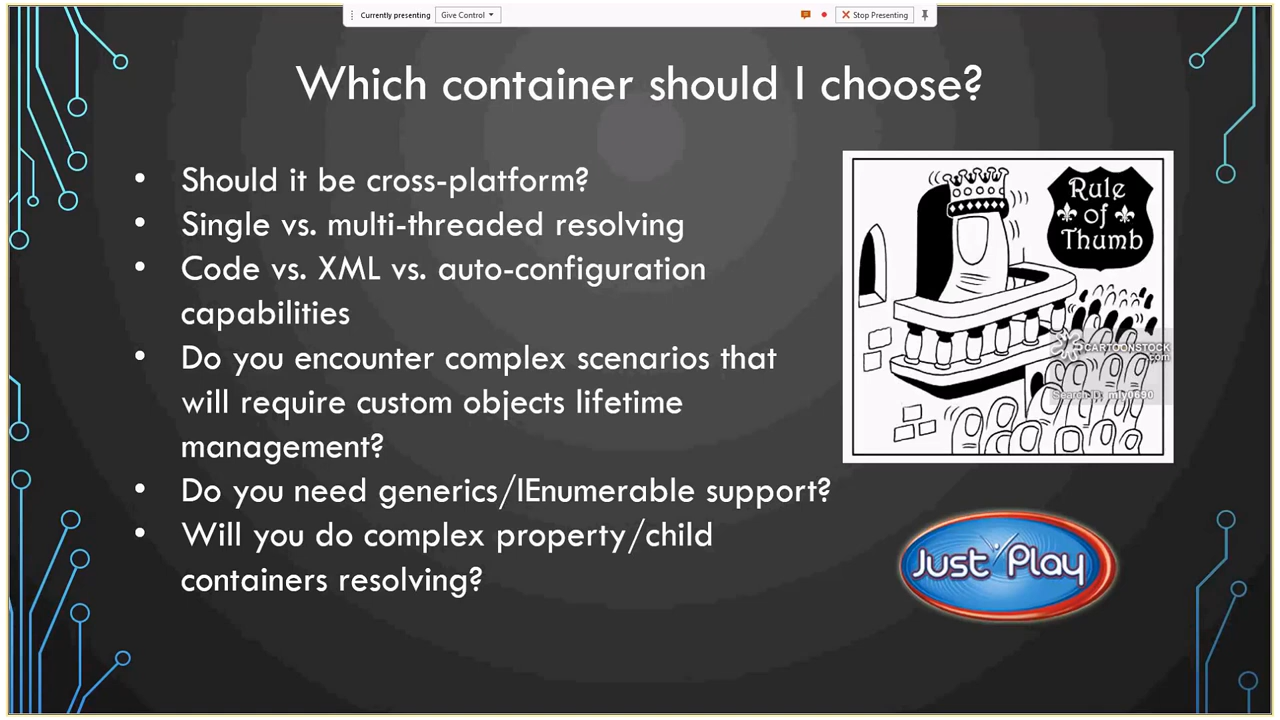 Currently presenting Give Control Stop Presenting
Which container should I choose?
• Should it be cross-platform?
• Single vs. multi-threaded resolving
• Code vs. XML vs. auto-configuration
capabilities
• Do you encounter complex scenarios that
will require custom objects lifetime
management?
• Do you need generics/IEnumerable support?
• Will you do complex property/child
containers resolving?
Rule
of
Thumb
CARTOONSTOCK
.com
Search ID: mly0690
Just Play